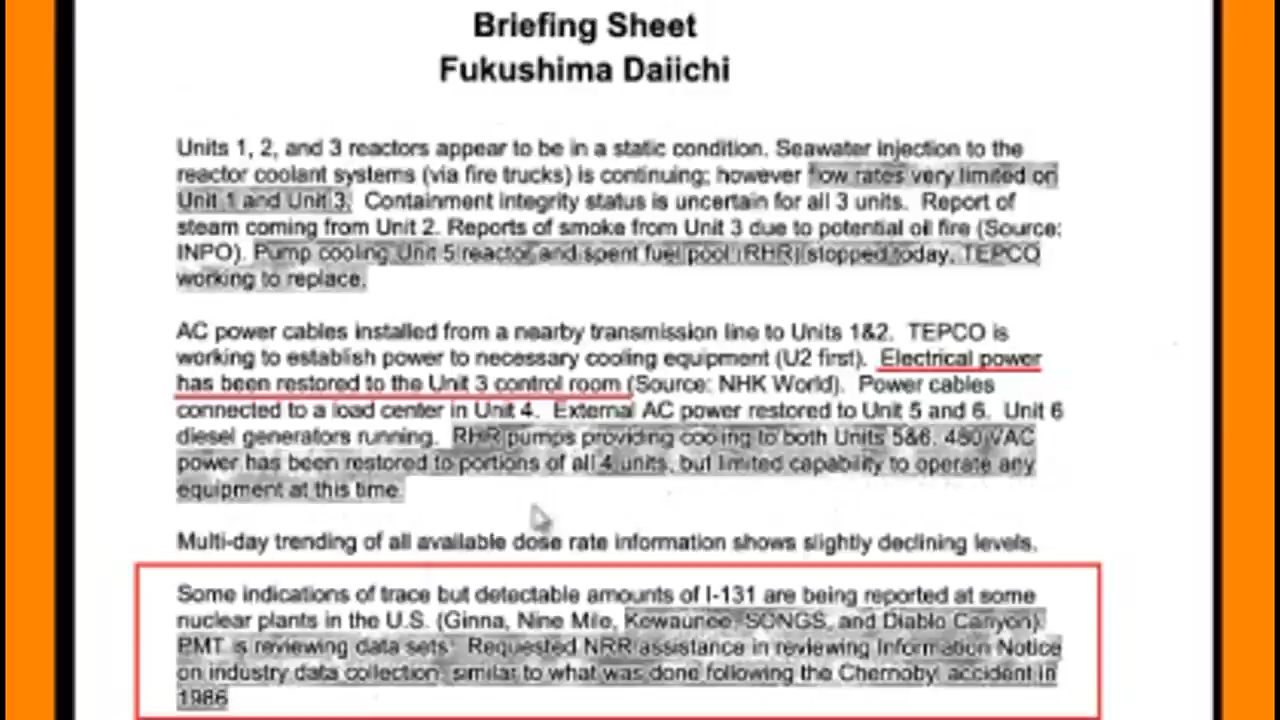 Briefing Sheet
Fukushima Daiichi
Units 1, 2, and 3 reactors appear to be in a static condition. Seawater injection to the
reactor coolant systems (via fire trucks) is continuing; however flow rates very limited on
Unit 1 and Unit 3. Containment integrity status is uncertain for all 3 units. Report of
steam coming from Unit 2. Reports of smoke from Unit 3 due to potential oil fire (Source:
INPO). Pump cooling Unit 5 reactor and spent fuel pool (RHR) stopped today, TEPCO
working to replace.
AC power cables installed from a nearby transmission line to Units 1&2. TEPCO is
working to establish power to necessary cooling equipment (U2 first). Electrical power
has been restored to the Unit 3 control room (Source: NHK World). Power cables
connected to a load center in Unit 4. External AC power restored to Unit 5 and 6. Unit 6
diesel generators running. RHR pumps providing cooling to both Units 5&6. 480 VAC
power has been restored to portions of all 4 units, but limited capability to operate any
equipment at this time.
Multi-day trending of all available dose rate information shows slightly declining levels.
Some indications of trace but detectable amounts of I-131 are being reported at some
nuclear plants in the U.S. (Ginna, Nine Mile, Kewaunee, SONGS, and Diablo Canyon).
PMT is reviewing data sets. Requested NRR assistance in reviewing Information Notice
on industry data collection, similar to what was done following the Chernobyl accident in
1986